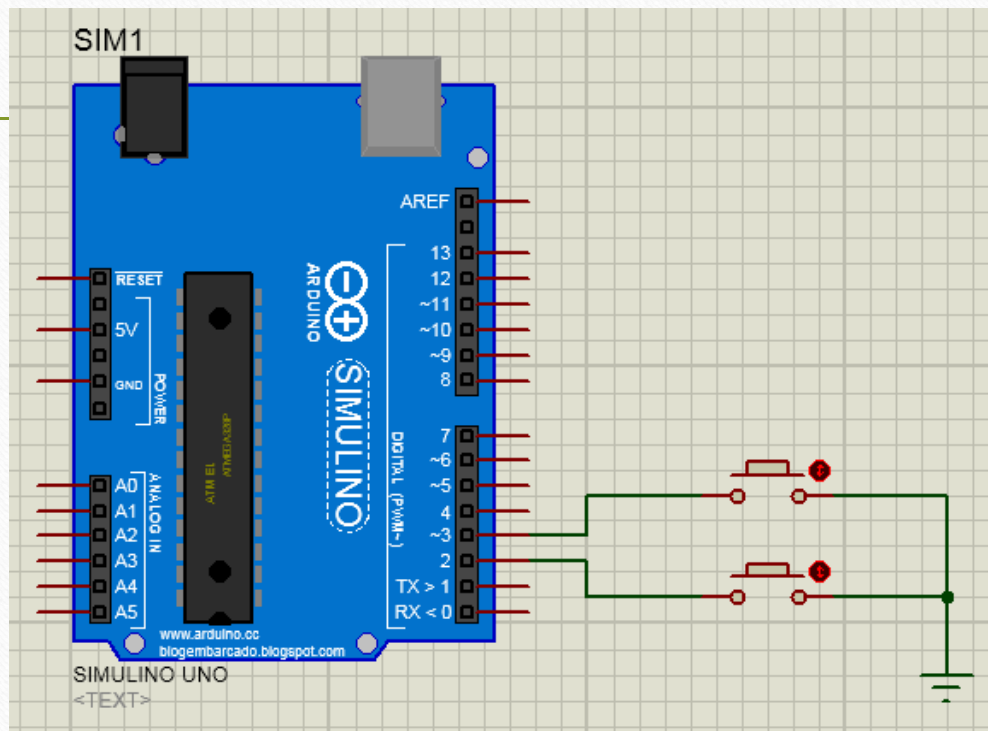 SIM1
AREF
13
12
~11
~10
~9
8
RESET
5V
GND
POWER
ARDUINO
SIMULINO
ATMEL
ATMEGA328P
DIGITAL (PWM~)
7
~6
~5
4
~3
2
TX > 1
RX < 0
A0
A1
A2
A3
A4
A5
ANALOG IN
www.arduino.cc
blogembarcado.blogspot.com
SIMULINO UNO
<TEXT>